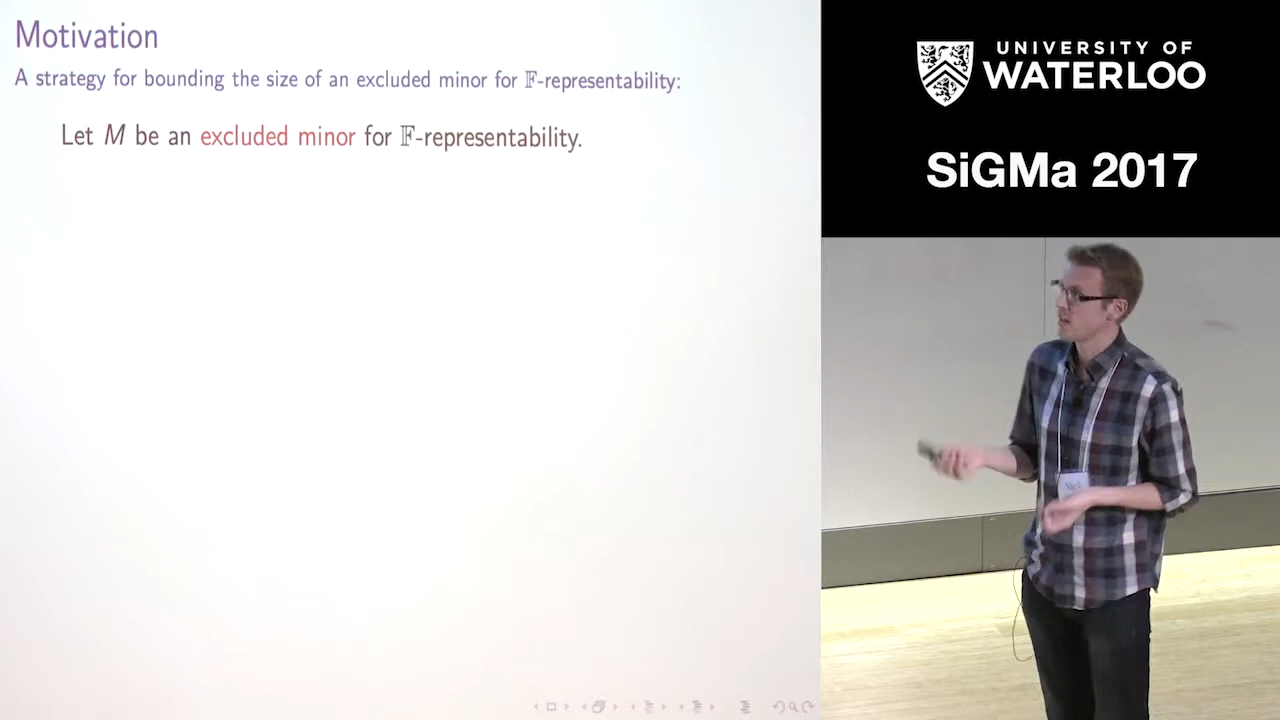 Motivation
A strategy for bounding the size of an excluded minor for 𝔽-representability:
Let M be an excluded minor for 𝔽-representability.
UNIVERSITY OF
WATERLOO
SiGMa 2017